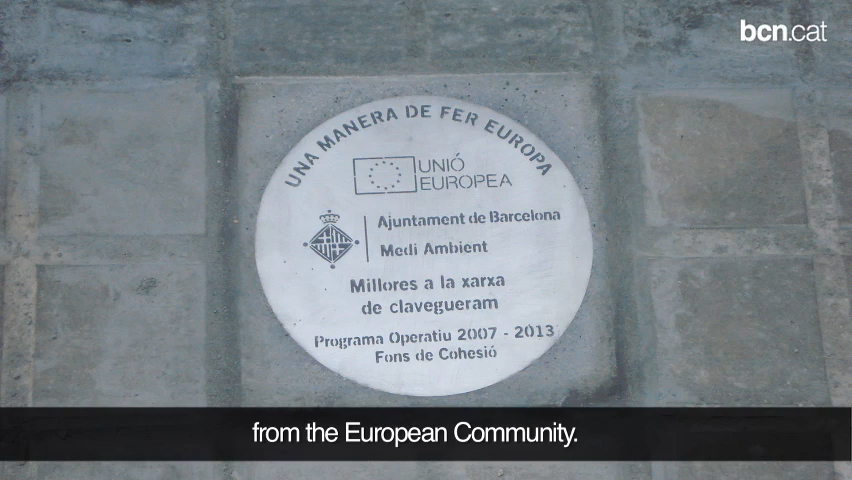 bcn.cat
UNA MANERA DE FER EUROPA
UNIÓ
EUROPEA
Ajuntament de Barcelona
Medi Ambient
Millores a la xarxa
de clavegueram
Programa Operatiu 2007 - 2013
Fons de Cohesió
from the European Community.